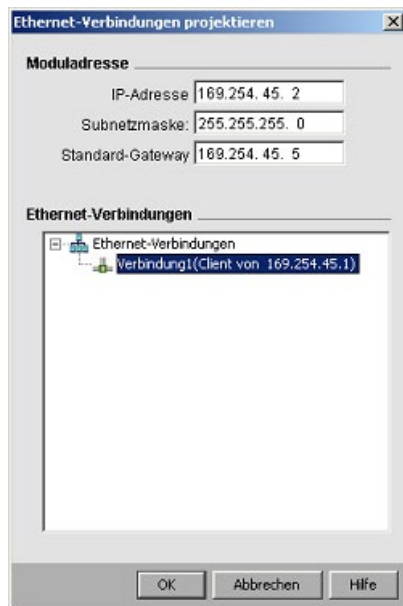 Ethernet-Verbindungen projektieren
Moduladresse
IP-Adresse 169.254. 45. 2
Subnetzmaske: 255.255.255. 0
Standard-Gateway 169.254. 45. 5
Ethernet-Verbindungen
Ethernet-Verbindungen
Verbindung1(Client von 169.254.45.1)
OK Abbrechen Hilfe